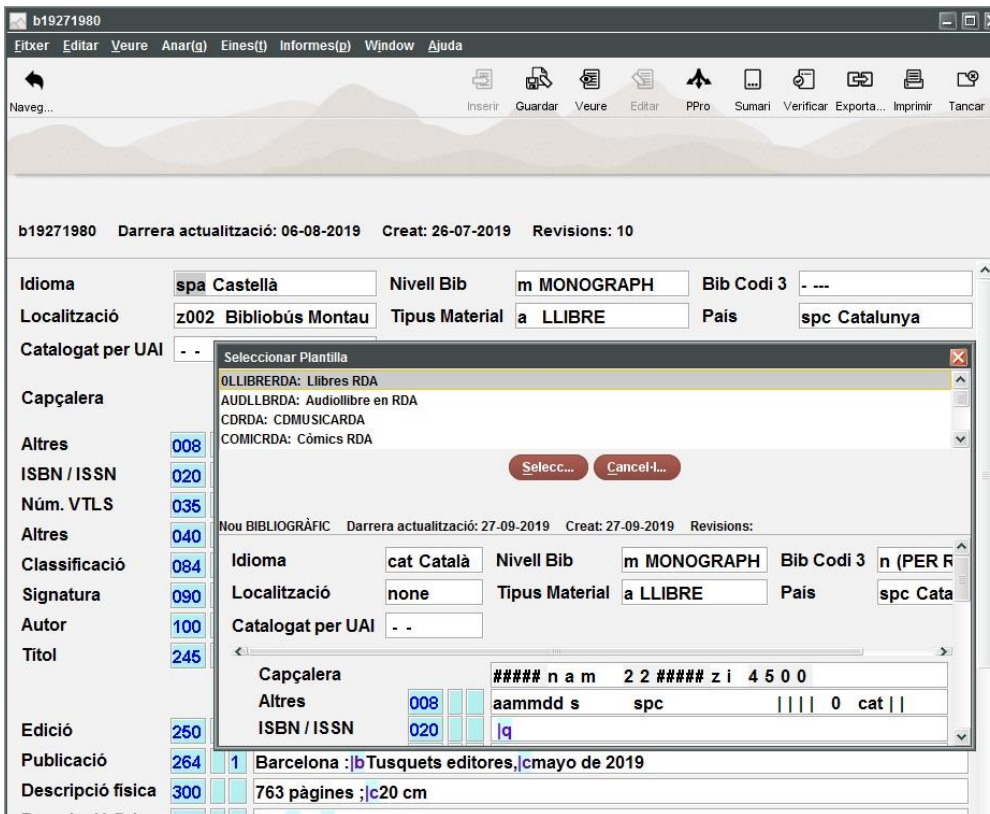 b19271980
Fitxer Editar Veure Anar(g) Eines(t) Informes(p) Window Ajuda
Naveg... Inserir Guardar Veure Editar PPro Sumari Verificar Exporta... Imprimir Tancar
b19271980 Darrera actualització: 06-08-2019 Creat: 26-07-2019 Revisions: 10
Idioma spa Castellà Nivell Bib m MONOGRAPH Bib Codi 3 - ---
Localització z002 Bibliobús Montau Tipus Material a LLIBRE País spc Catalunya
Catalogat per UAI - -
Seleccionar Plantilla
0LLIBRERDA: Llibres RDA
AUDLLBRDA: Audiollibre en RDA
CDRDA: CDMUSICARDA
COMICRDA: Còmics RDA
Selecc... Cancel·l...
Nou BIBLIOGRÀFIC Darrera actualització: 27-09-2019 Creat: 27-09-2019 Revisions:
Idioma cat Català Nivell Bib m MONOGRAPH Bib Codi 3 n (PER R
Localització none Tipus Material a LLIBRE País spc Cata
Catalogat per UAI - -
Capçalera ##### n a m 2 2 ##### z i 4 5 0 0
Altres 008 aammdd s spc | | | | 0 cat | |
ISBN / ISSN 020 |q
Capçalera
Altres 008
ISBN / ISSN 020
Núm. VTLS 035
Altres 040
Classificació 084
Signatura 090
Autor 100
Títol 245
Edició 250
Publicació 264 1 Barcelona :|bTusquets editores,|cmayo de 2019
Descripció física 300 763 pàgines ;|c20 cm